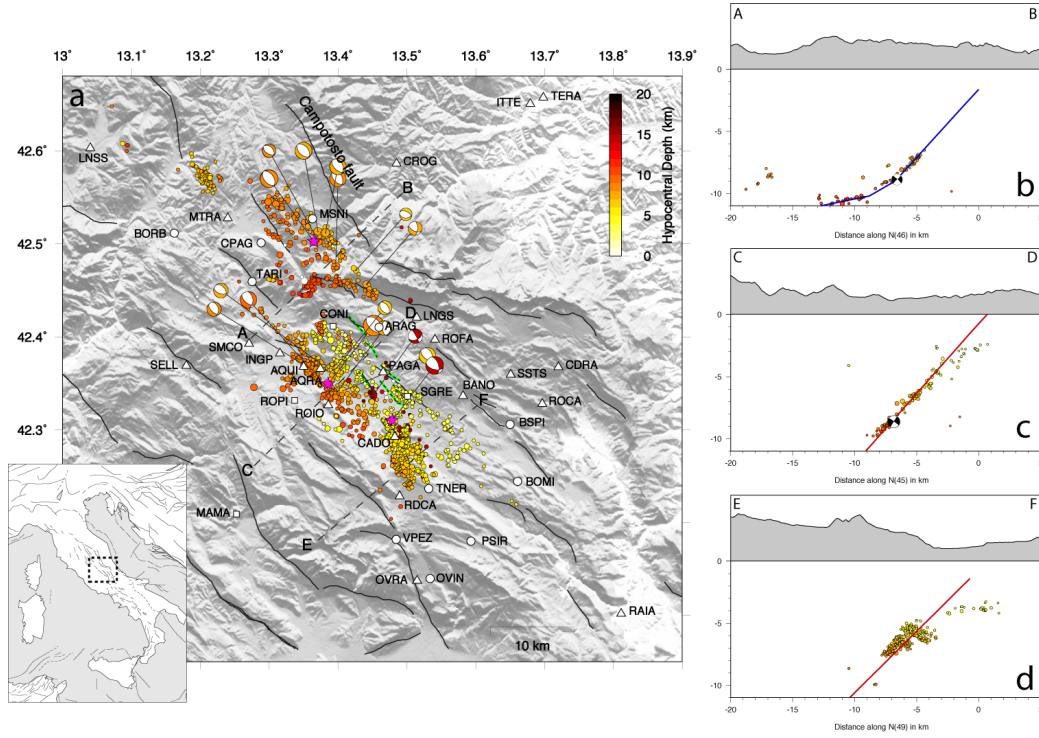 13˚ 13.1˚ 13.2˚ 13.3˚ 13.4˚ 13.5˚ 13.6˚ 13.7˚ 13.8˚ 13.9˚
42.6˚
42.5˚
42.4˚
42.3˚
a
Campotosto fault
ITTE
TERA
LNSS
CROG
B
MTRA
MSNI
BORB
CPAG
TARI
CONI
D
LNGS
ARAG
ROFA
A
SMCO
INGP
SELL
AQUI
AQRA
PAGA
SSTS
CDRA
BANO
SGRE
F
ROPI
ROIO
ROCA
BSPI
CADO
C
TNER
BOMI
RDCA
MAMA
E
VPEZ
PSIR
OVRA
OVIN
RAIA
10 km
20
15
10
5
0
Hypocentral Depth (km)
A B
0
-5
-10
b
-20 -15 -10 -5 0 5
Distance along N(46) in km
C D
0
-5
-10
c
-20 -15 -10 -5 0 5
Distance along N(45) in km
E F
0
-5
-10
d
-20 -15 -10 -5 0 5
Distance along N(49) in km